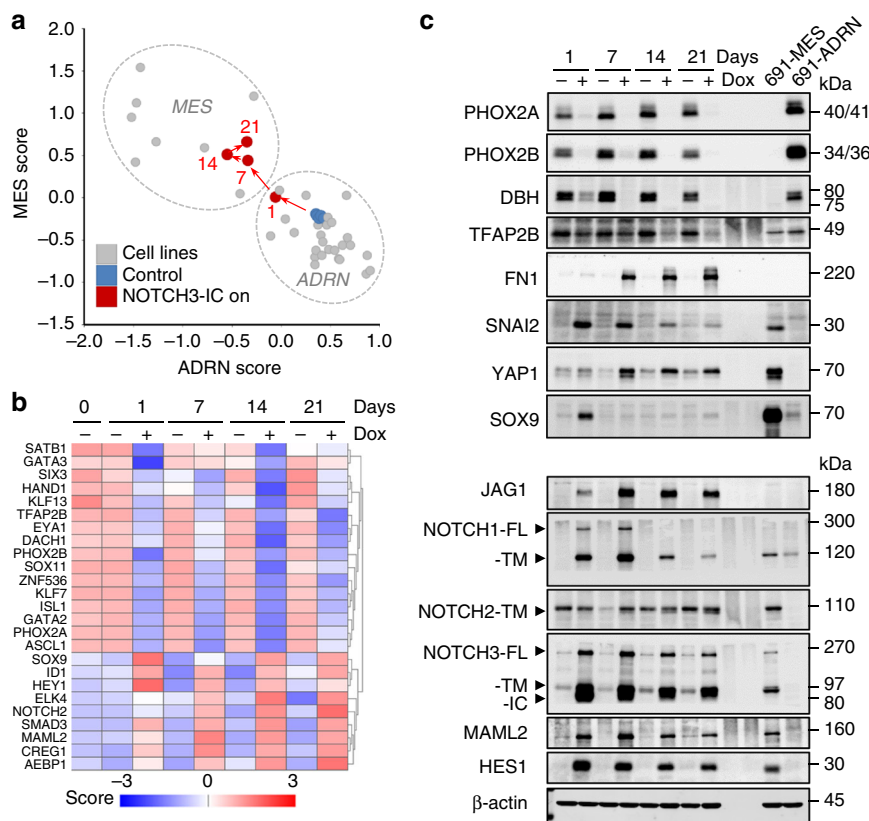 a
MES score
1.5
1.0
0.5
0.0
−0.5
−1.0
1.5
−2.0
−1.5
−1.0
−0.5
0.0
0.5
1.0
ADRN score
MES
ADRN
21
14
7
1
Cell lines
Control
NOTCH3-IC on
b
0 1 7 14 21 Days
− − + − + − + − + Dox
SATB1
GATA3
SIX3
HAND1
KLF13
TFAP2B
EYA1
DACH1
PHOX2B
SOX11
ZNF536
KLF7
ISL1
GATA2
PHOX2A
ASCL1
SOX9
ID1
HEY1
ELK4
NOTCH2
SMAD3
MAML2
CREG1
AEBP1
−3 0 3
Score
c
1 7 14 21 Days
− + − + − + − + Dox
691-MES
691-ADRN
kDa
PHOX2A 40/41
PHOX2B 34/36
DBH 80
75
TFAP2B 49
FN1 220
SNAI2 30
YAP1 70
SOX9 70
kDa
JAG1 180
NOTCH1-FL 300
-TM 120
NOTCH2-TM 110
NOTCH3-FL 270
-TM 97
-IC 80
MAML2 160
HES1 30
β-actin 45